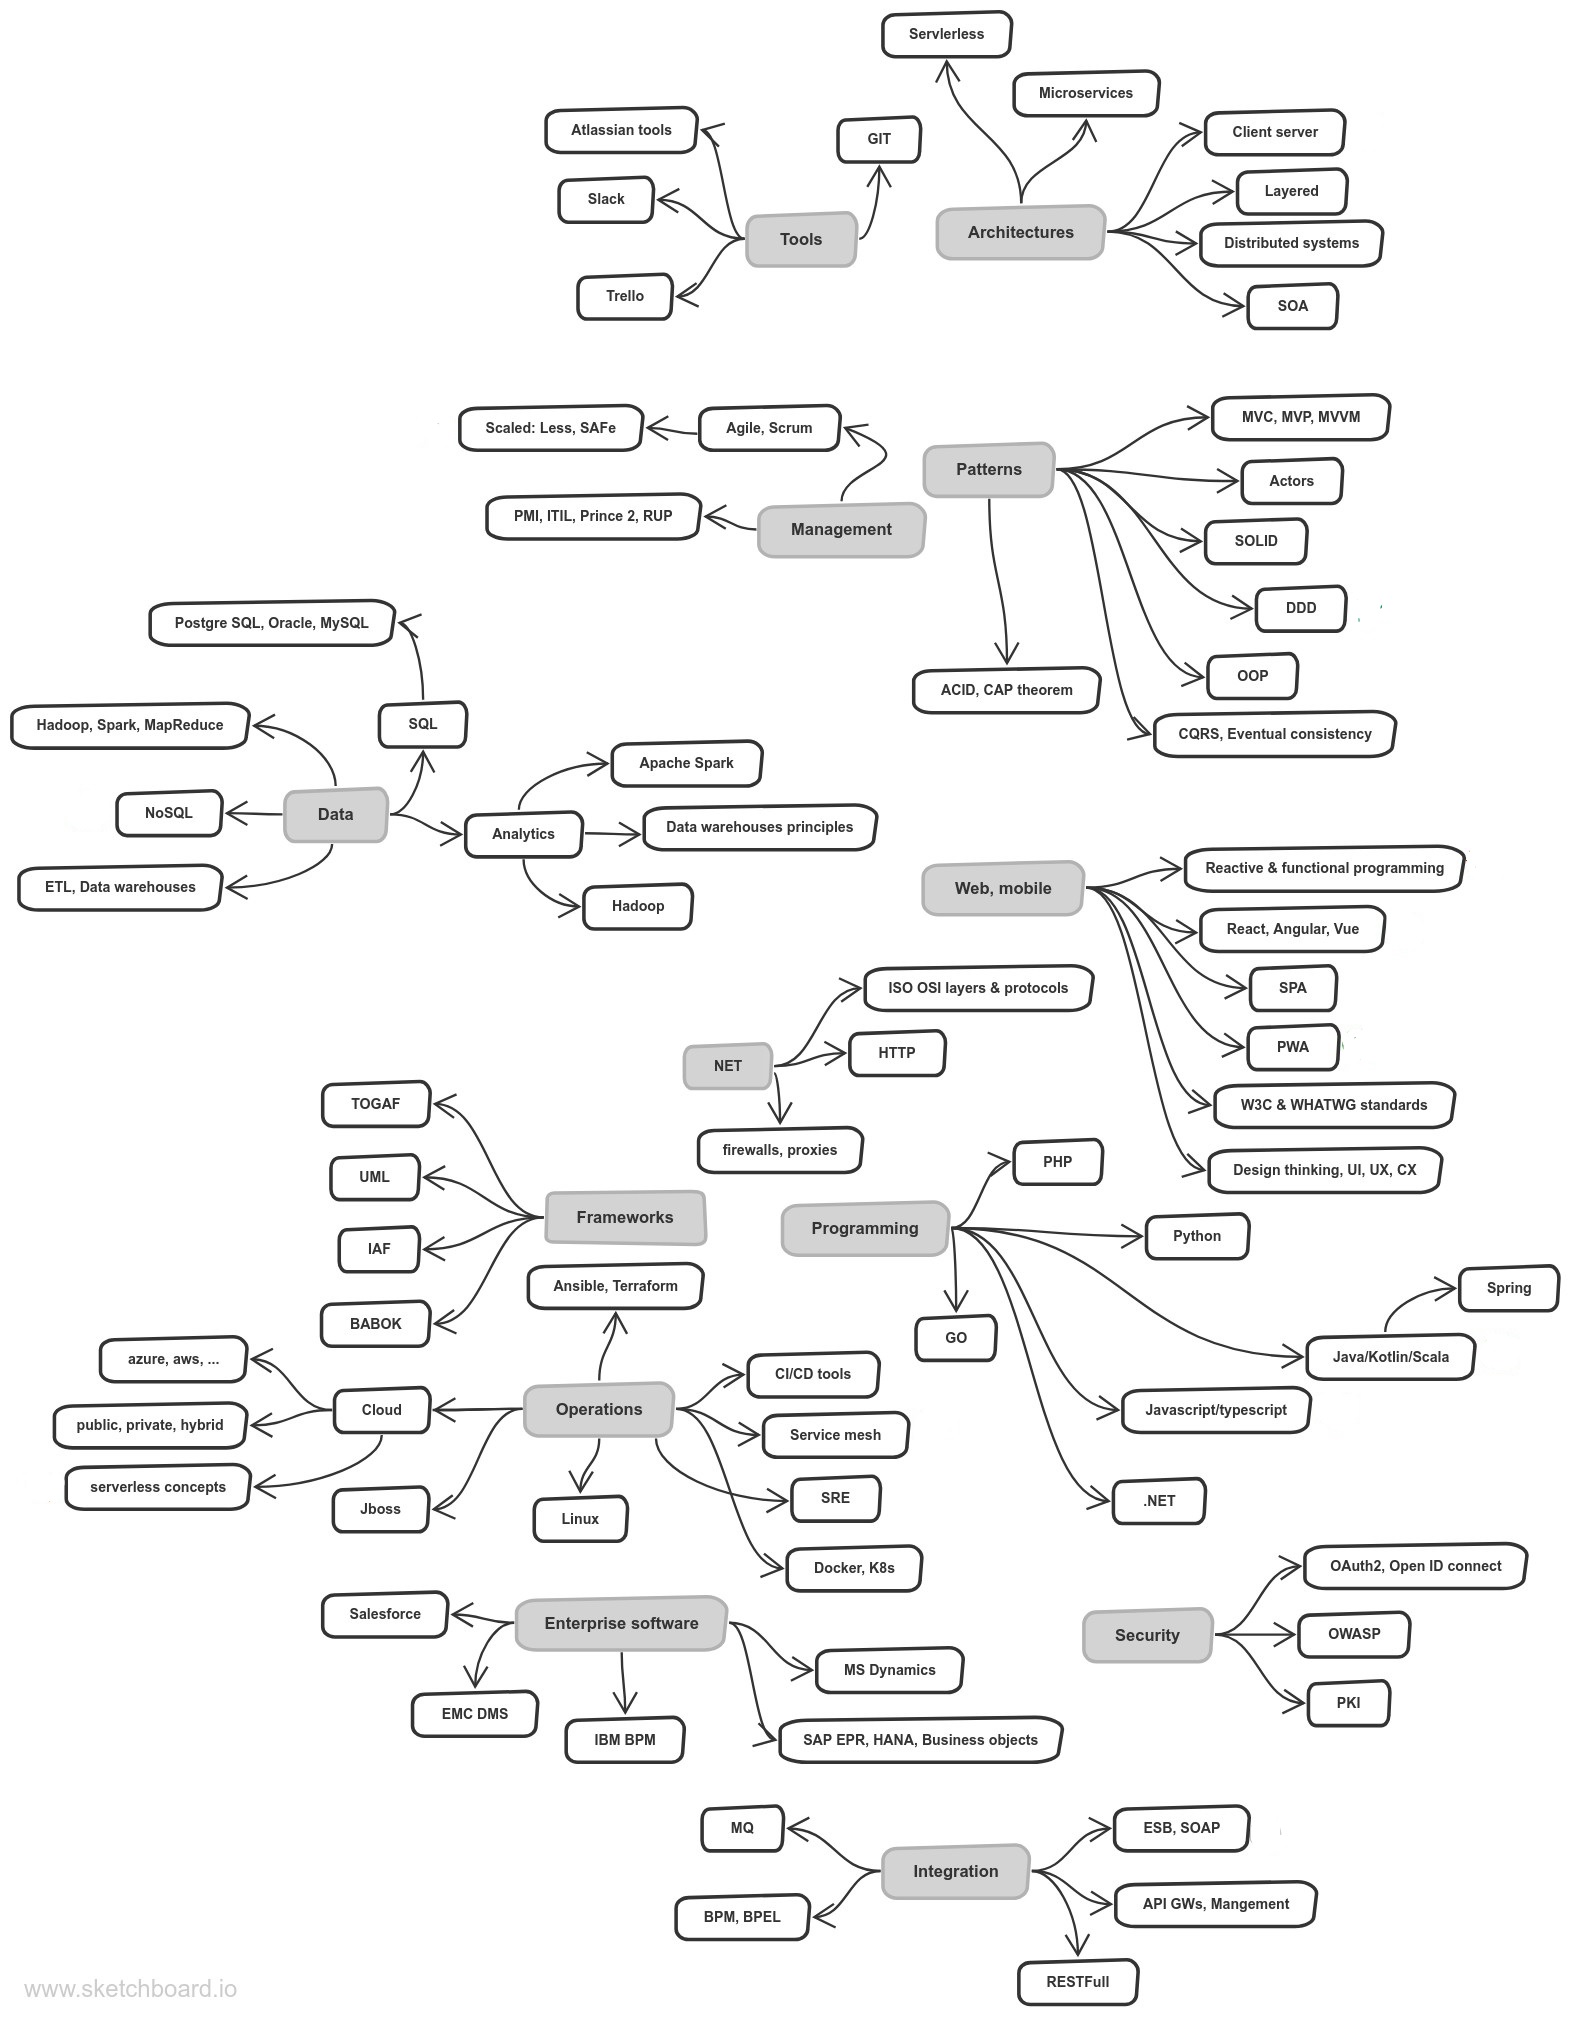 Servlerless
Microservices
Atlassian tools
GIT
Client server
Slack
Layered
Tools
Architectures
Distributed systems
Trello
SOA
Scaled: Less, SAFe
Agile, Scrum
MVC, MVP, MVVM
Patterns
Actors
PMI, ITIL, Prince 2, RUP
Management
SOLID
DDD
Postgre SQL, Oracle, MySQL
OOP
ACID, CAP theorem
Hadoop, Spark, MapReduce
SQL
CQRS, Eventual consistency
Apache Spark
NoSQL
Data
Analytics
Data warehouses principles
ETL, Data warehouses
Hadoop
Web, mobile
Reactive & functional programming
React, Angular, Vue
ISO OSI layers & protocols
SPA
NET
HTTP
PWA
TOGAF
W3C & WHATWG standards
firewalls, proxies
PHP
Design thinking, UI, UX, CX
UML
Frameworks
Programming
Python
IAF
Ansible, Terraform
Spring
BABOK
GO
azure, aws, ...
Java/Kotlin/Scala
CI/CD tools
Cloud
Operations
Javascript/typescript
public, private, hybrid
Service mesh
serverless concepts
SRE
.NET
Jboss
Linux
Docker, K8s
OAuth2, Open ID connect
Salesforce
Enterprise software
Security
OWASP
MS Dynamics
EMC DMS
PKI
IBM BPM
SAP EPR, HANA, Business objects
MQ
ESB, SOAP
Integration
BPM, BPEL
API GWs, Mangement
RESTFull
www.sketchboard.io